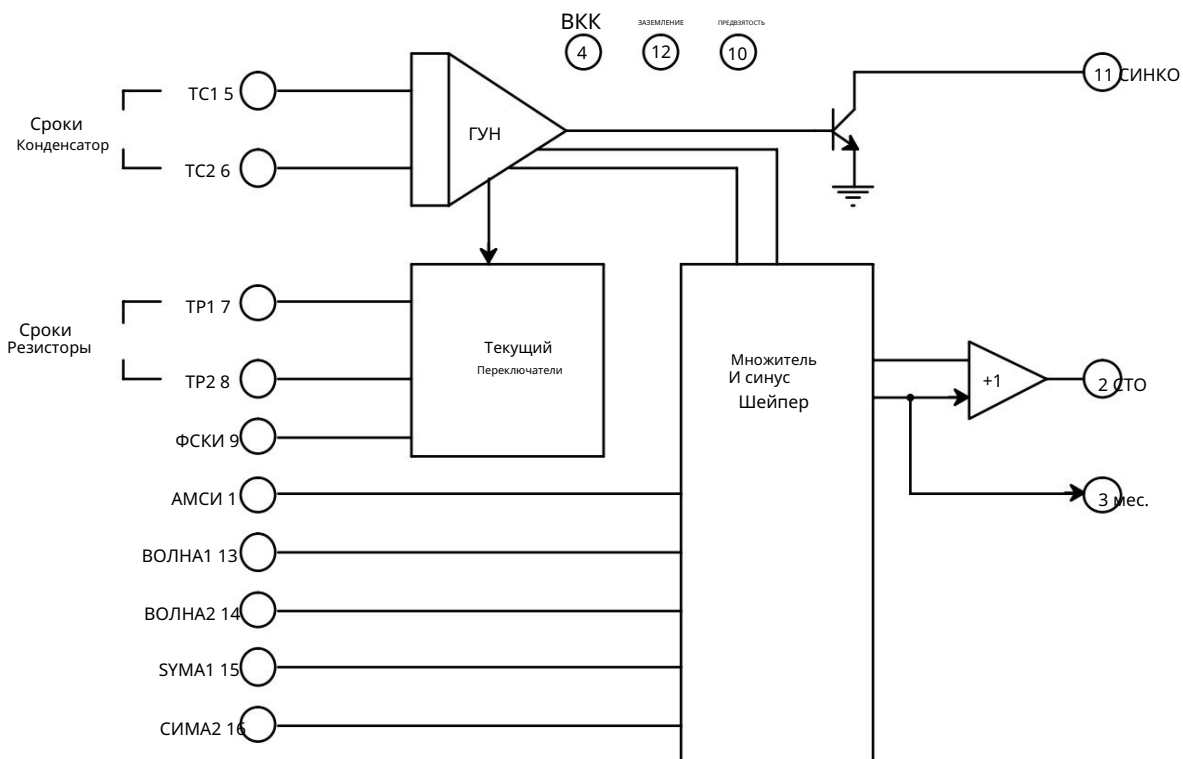 ВКК
ЗАЗЕМЛЕНИЕ
ПРЕДВЗЯТОСТЬ
4
12
10
11 СИНКО
ТС1 5
Сроки
Конденсатор
ТС2 6
ГУН
ТР1 7
Сроки
Резисторы
ТР2 8
ФСКИ 9
Текущий
Переключатели
Множитель
И синус
Шейпер
+1
2 СТО
3 мес.
АМСИ 1
ВОЛНА1 13
ВОЛНА2 14
SYMA1 15
СИМА2 16